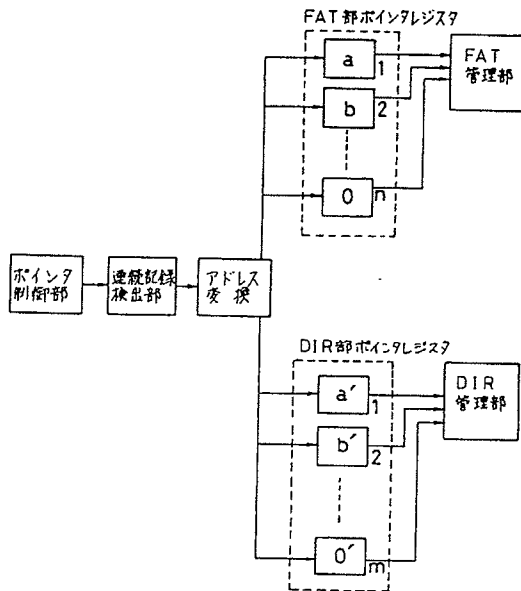 FAT部ポインタレジスタ
a
1
b
2
0
n
FAT
管理部
ポインタ
制御部
連続記録
検出部
アドレス
変換
DIR部ポインタレジスタ
a′
1
b′
2
0′
m
DIR
管理部